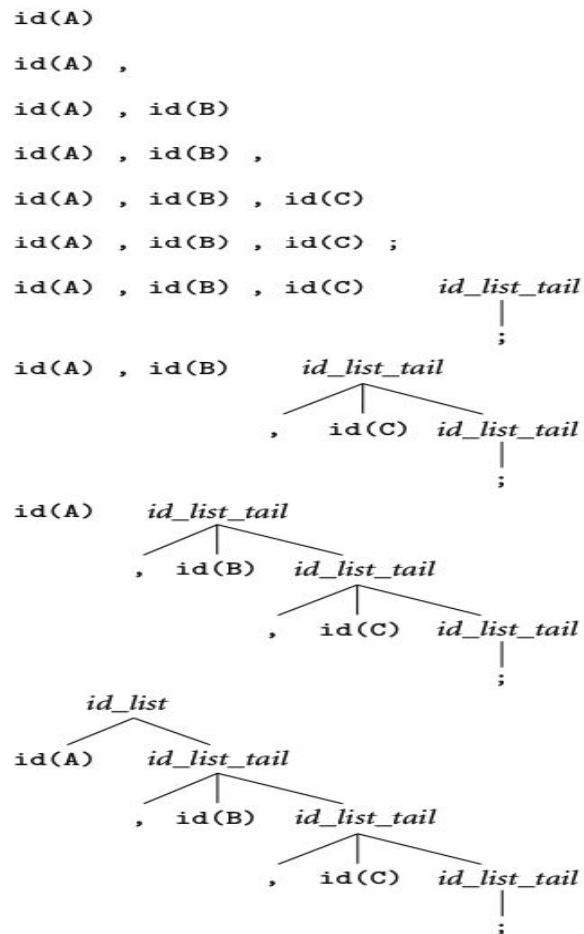 id(A)
id(A) ,
id(A) , id(B)
id(A) , id(B) ,
id(A) , id(B) , id(C)
id(A) , id(B) , id(C) ;
id(A) , id(B) , id(C) id_list_tail
;
id(A) , id(B) id_list_tail
, id(C) id_list_tail
;
id(A) id_list_tail
, id(B) id_list_tail
, id(C) id_list_tail
;
id_list
id(A) id_list_tail
, id(B) id_list_tail
, id(C) id_list_tail
;